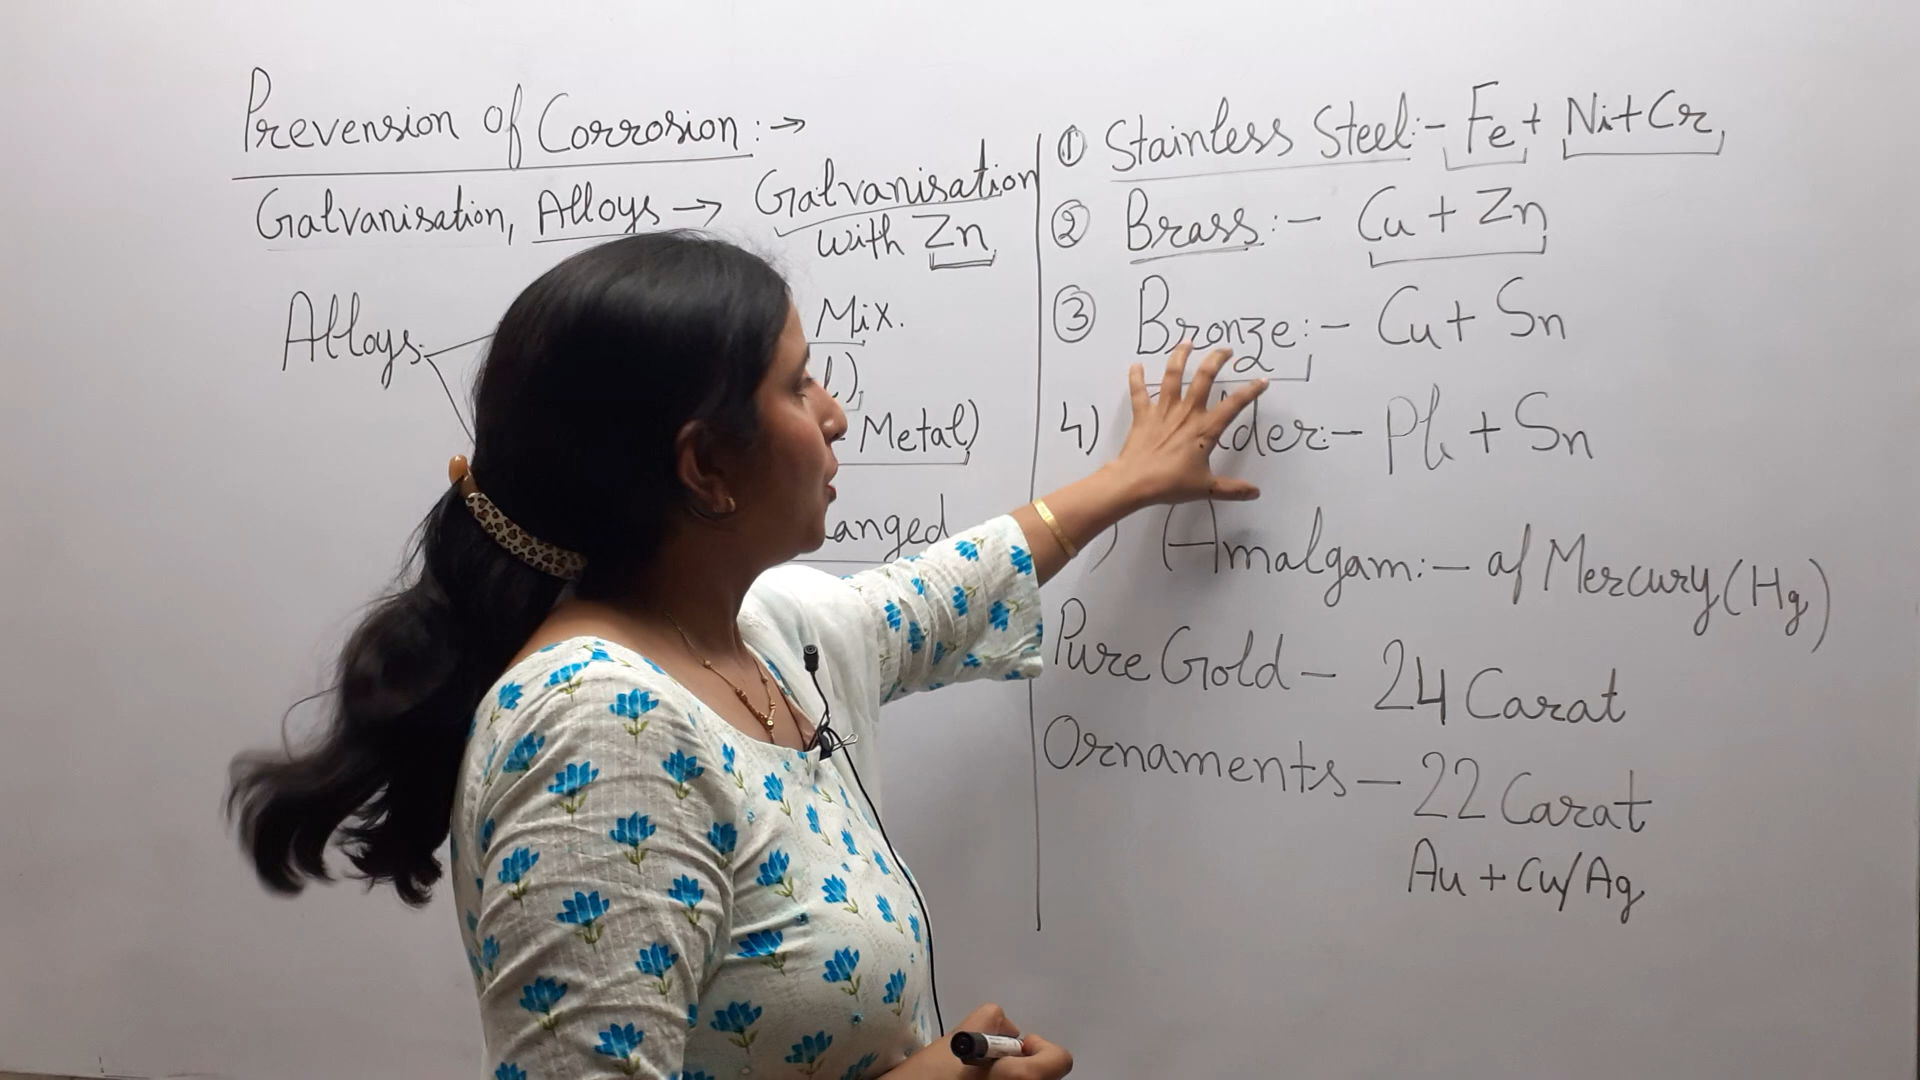 Prevension of Corrosion :→
Galvanisation, Alloys → Galvanisation
with Zn
Alloys
Mix.
Metal)
anged
① Stainless Steel:- Fe + Ni+Cr,
② Brass :- Cu + Zn
③ Bronze:- Cu + Sn
4) lder:- Pb + Sn
) Amalgam:- of Mercury (Hg)
Pure Gold - 24 Carat
Ornaments - 22 Carat
Au + Cu/Ag